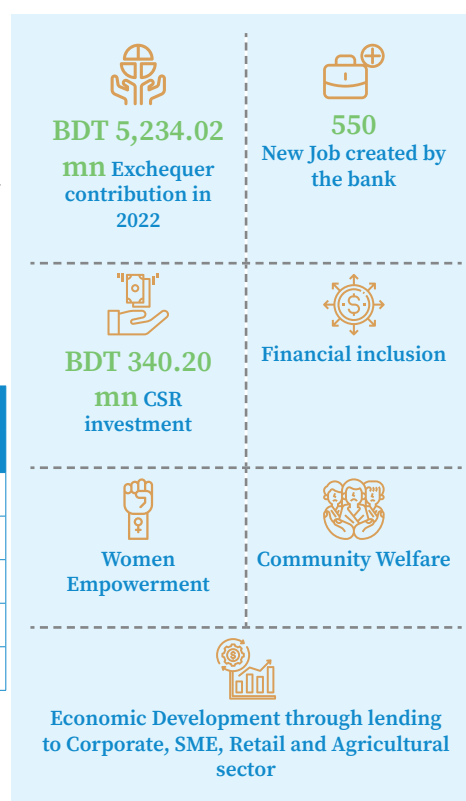 BDT 5,234.02
mn Exchequer
contribution in
2022
550
New Job created by
the bank
BDT 340.20
mn CSR
investment
Financial inclusion
Women
Empowerment
Community Welfare
Economic Development through lending
to Corporate, SME, Retail and Agricultural
sector